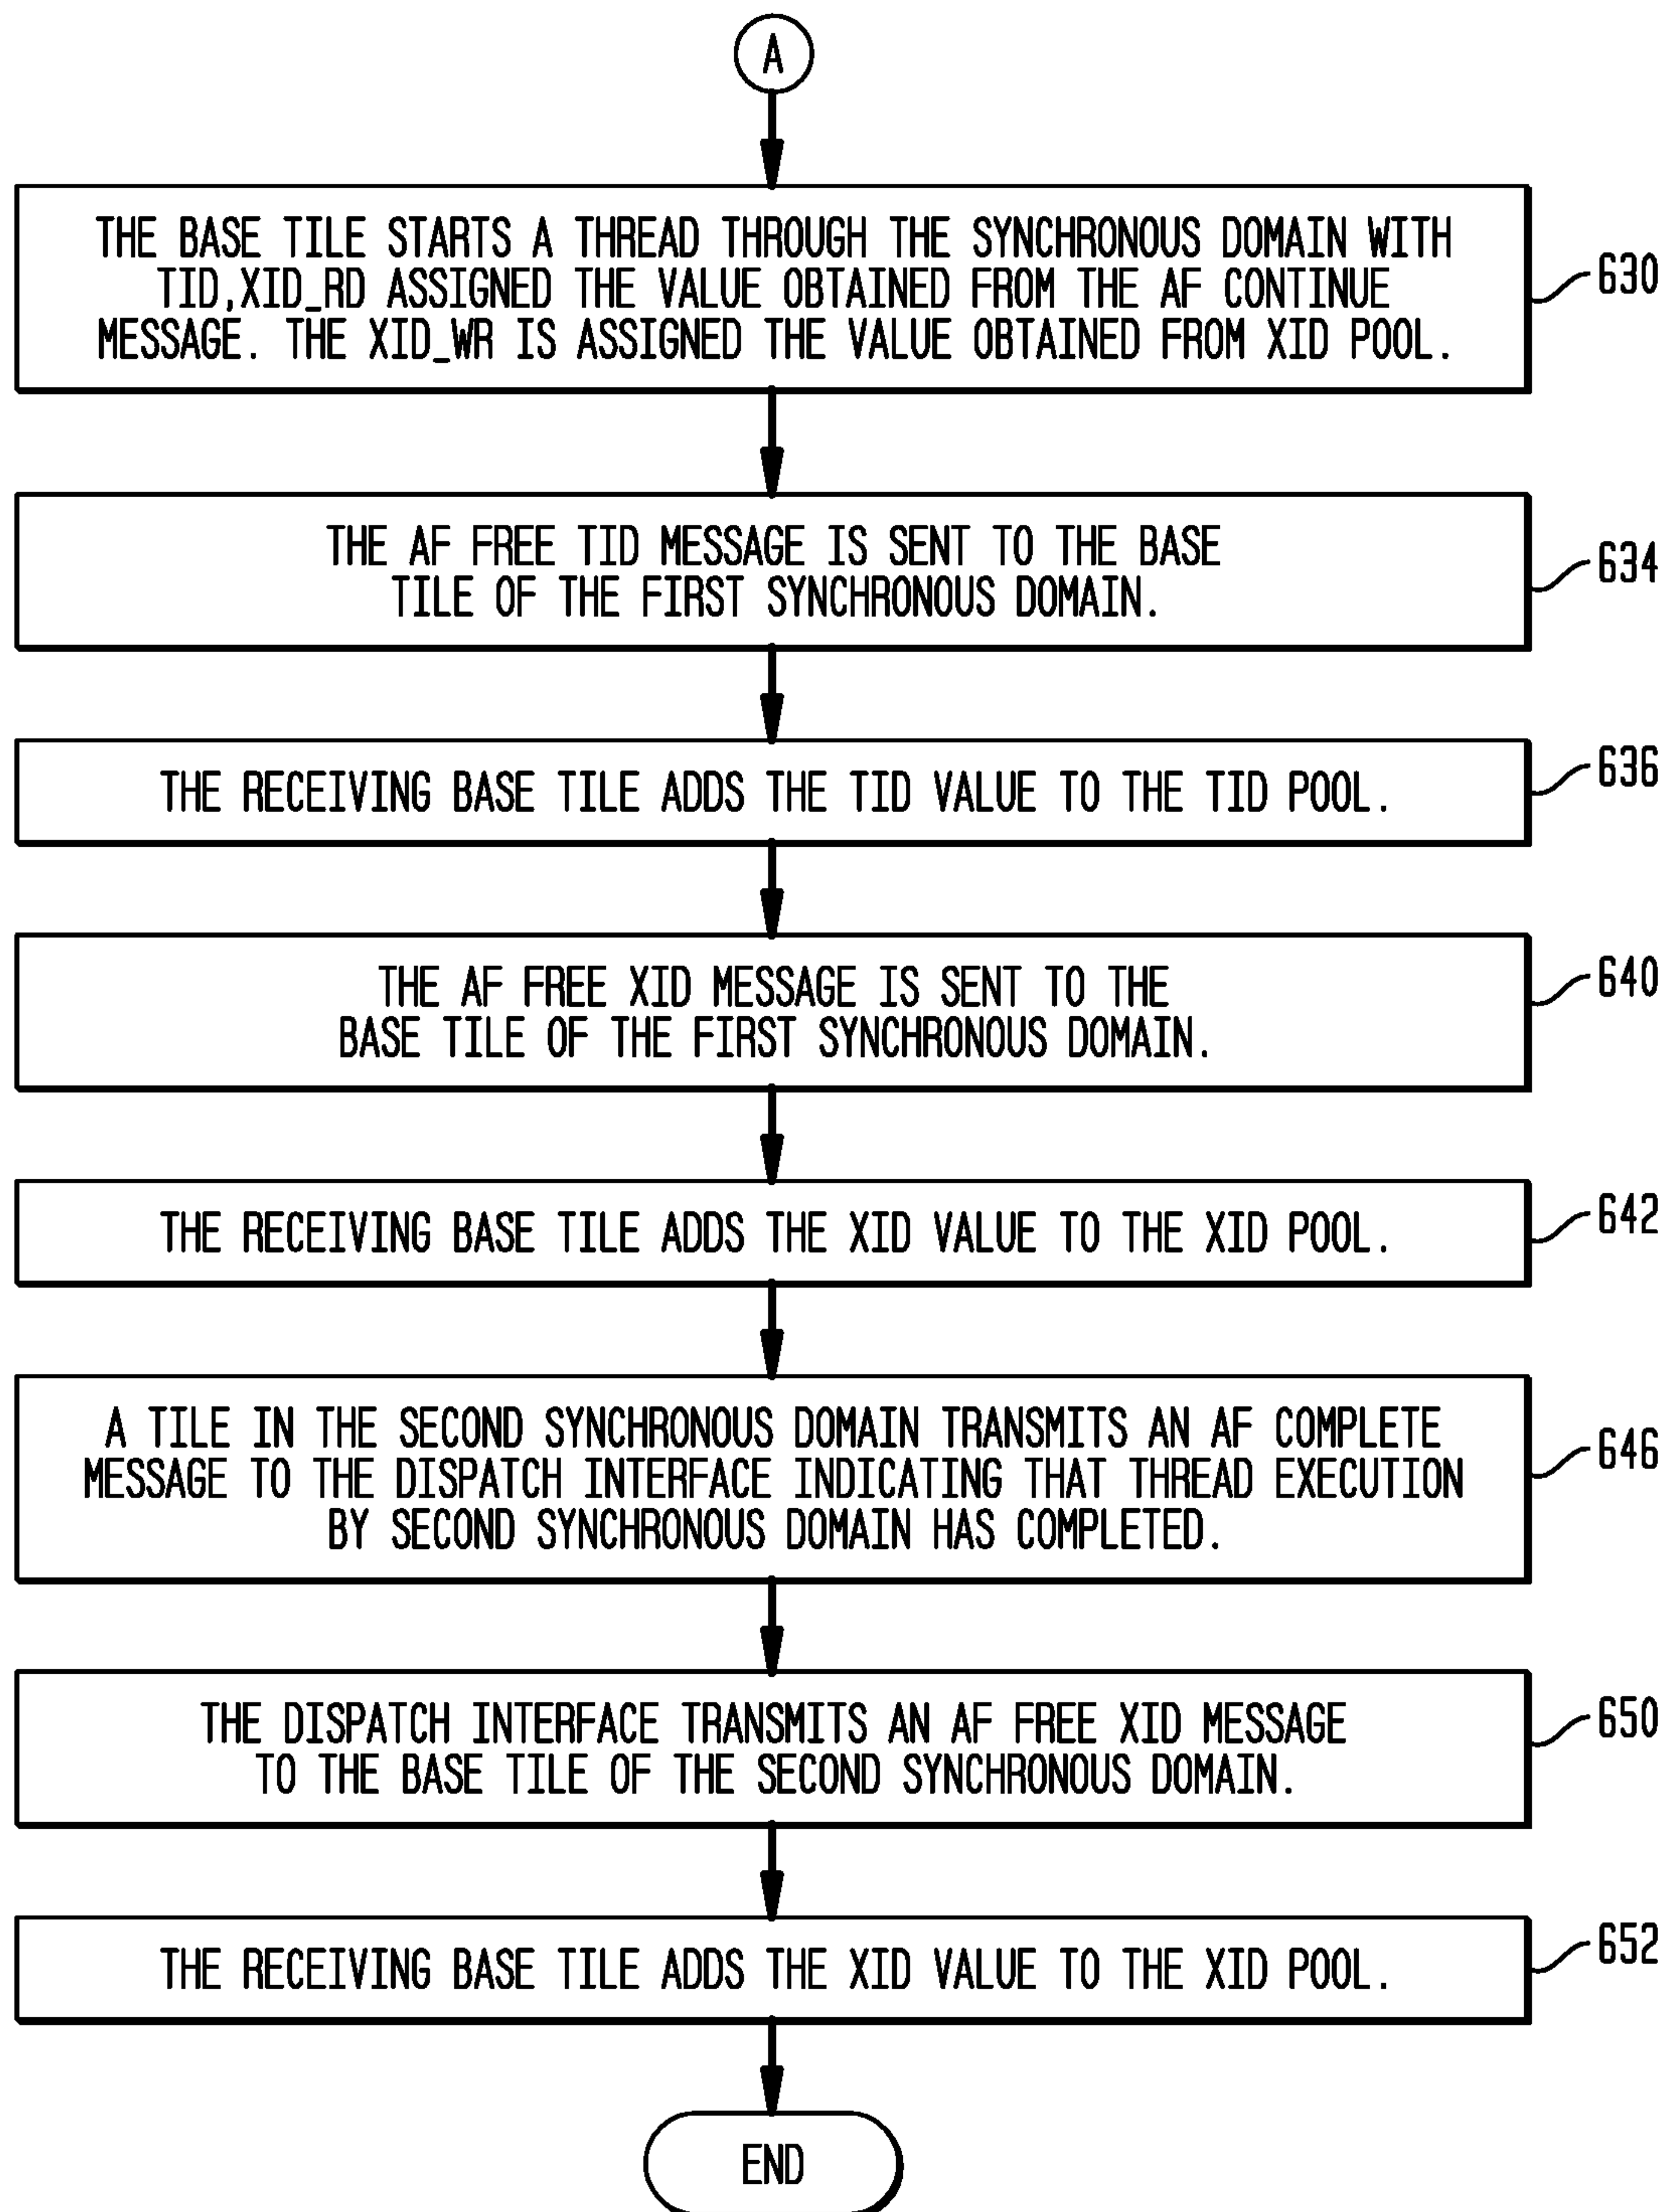 A
THE BASE TILE STARTS A THREAD THROUGH THE SYNCHRONOUS DOMAIN WITH
TID,XID_RD ASSIGNED THE VALUE OBTAINED FROM THE AF CONTINUE
MESSAGE. THE XID_WR IS ASSIGNED THE VALUE OBTAINED FROM XID POOL.
630
THE AF FREE TID MESSAGE IS SENT TO THE BASE
TILE OF THE FIRST SYNCHRONOUS DOMAIN.
634
THE RECEIVING BASE TILE ADDS THE TID VALUE TO THE TID POOL.
636
THE AF FREE XID MESSAGE IS SENT TO THE
BASE TILE OF THE FIRST SYNCHRONOUS DOMAIN.
640
THE RECEIVING BASE TILE ADDS THE XID VALUE TO THE XID POOL.
642
A TILE IN THE SECOND SYNCHRONOUS DOMAIN TRANSMITS AN AF COMPLETE
MESSAGE TO THE DISPATCH INTERFACE INDICATING THAT THREAD EXECUTION
BY SECOND SYNCHRONOUS DOMAIN HAS COMPLETED.
646
THE DISPATCH INTERFACE TRANSMITS AN AF FREE XID MESSAGE
TO THE BASE TILE OF THE SECOND SYNCHRONOUS DOMAIN.
650
THE RECEIVING BASE TILE ADDS THE XID VALUE TO THE XID POOL.
652
END